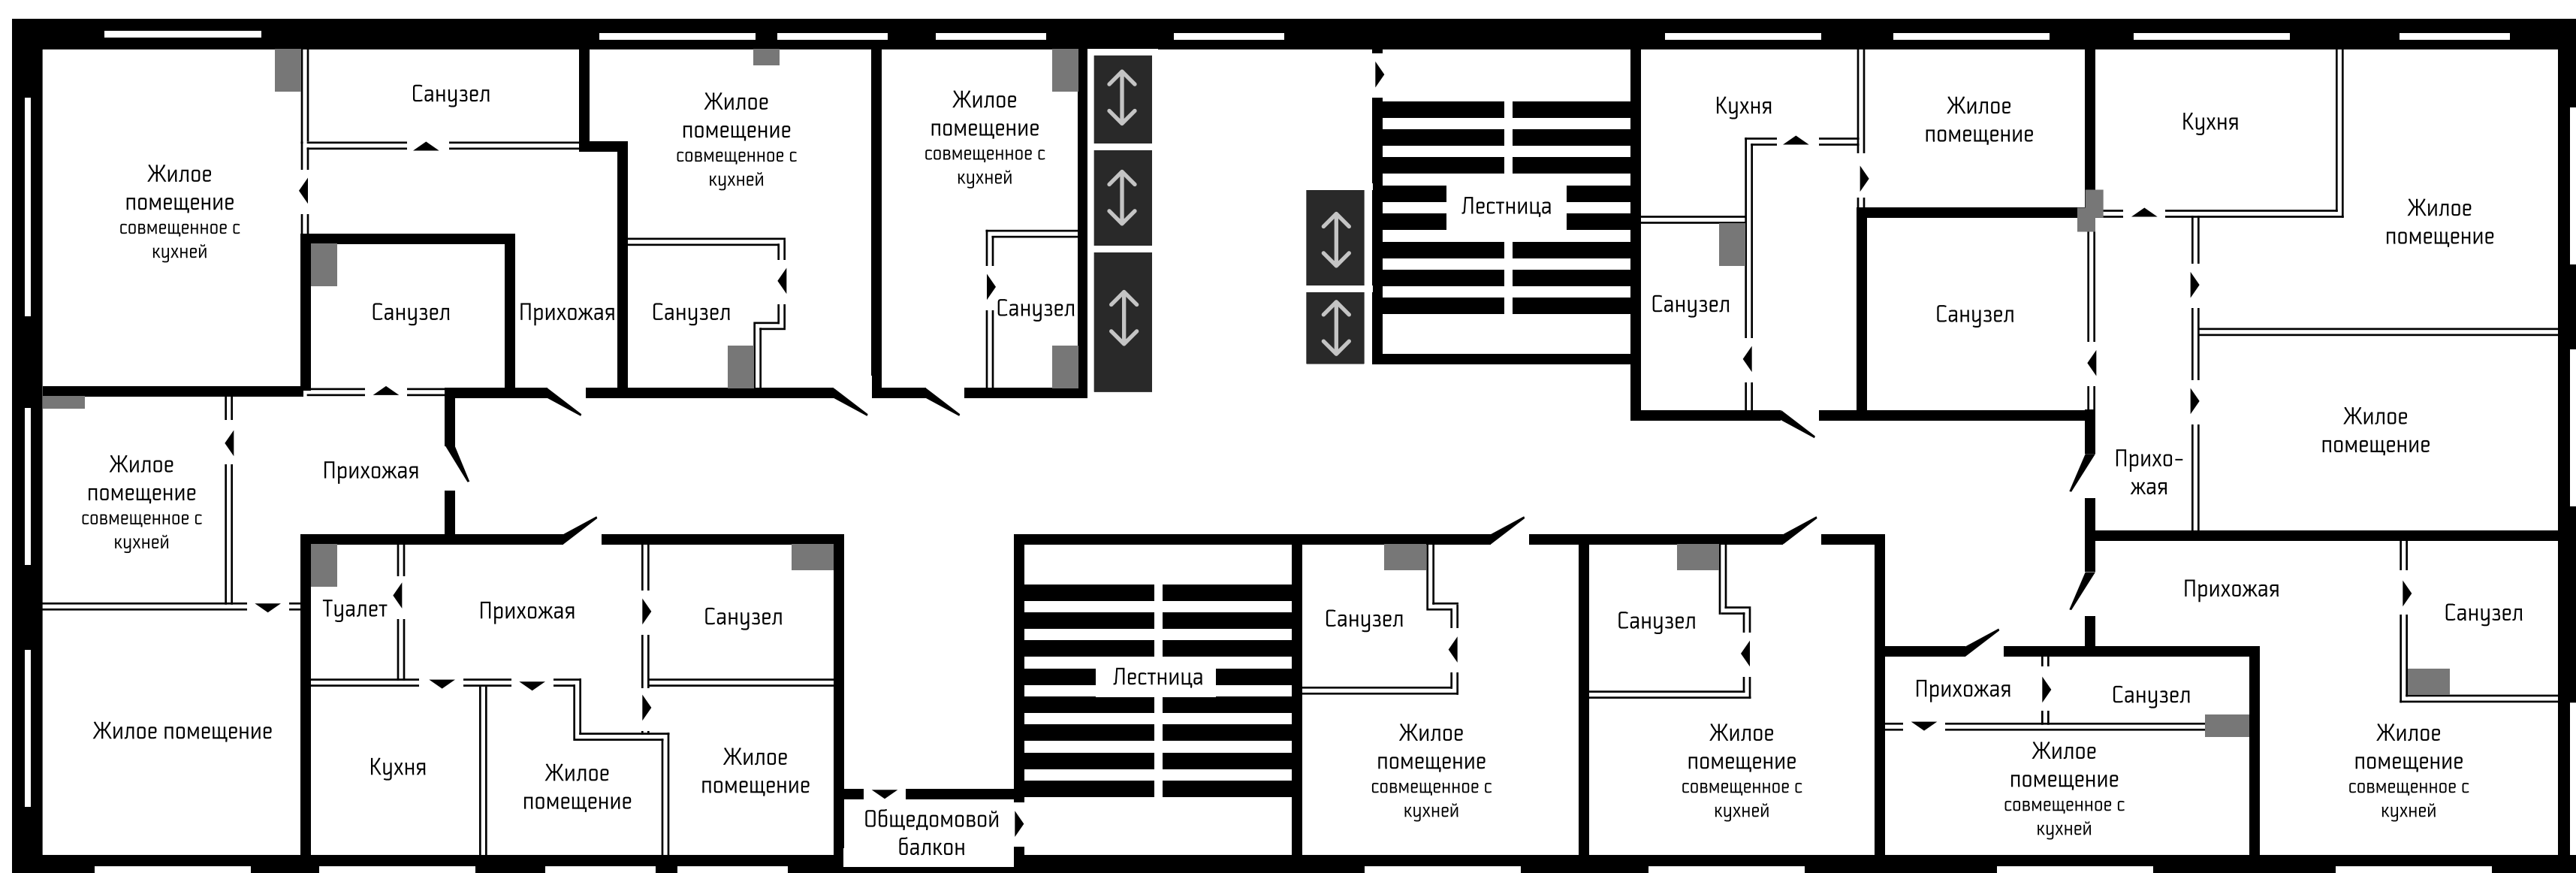 Жилое
помещение
совмещенное с
кухней
Санузел
Санузел
Прихожая
Жилое
помещение
совмещенное с
кухней
Санузел
Жилое
помещение
совмещенное с
кухней
Санузел
Лестница
Кухня
Санузел
Жилое
помещение
Санузел
Кухня
Жилое
помещение
Жилое
помещение
Прихо-
жая
Жилое
помещение
совмещенное с
кухней
Прихожая
Жилое помещение
Туалет
Прихожая
Санузел
Кухня
Жилое
помещение
Жилое
помещение
Общедомовой
балкон
Лестница
Санузел
Жилое
помещение
совмещенное с
кухней
Санузел
Жилое
помещение
совмещенное с
кухней
Прихожая
Санузел
Жилое
помещение
совмещенное с
кухней
Прихожая
Санузел
Жилое
помещение
совмещенное с
кухней